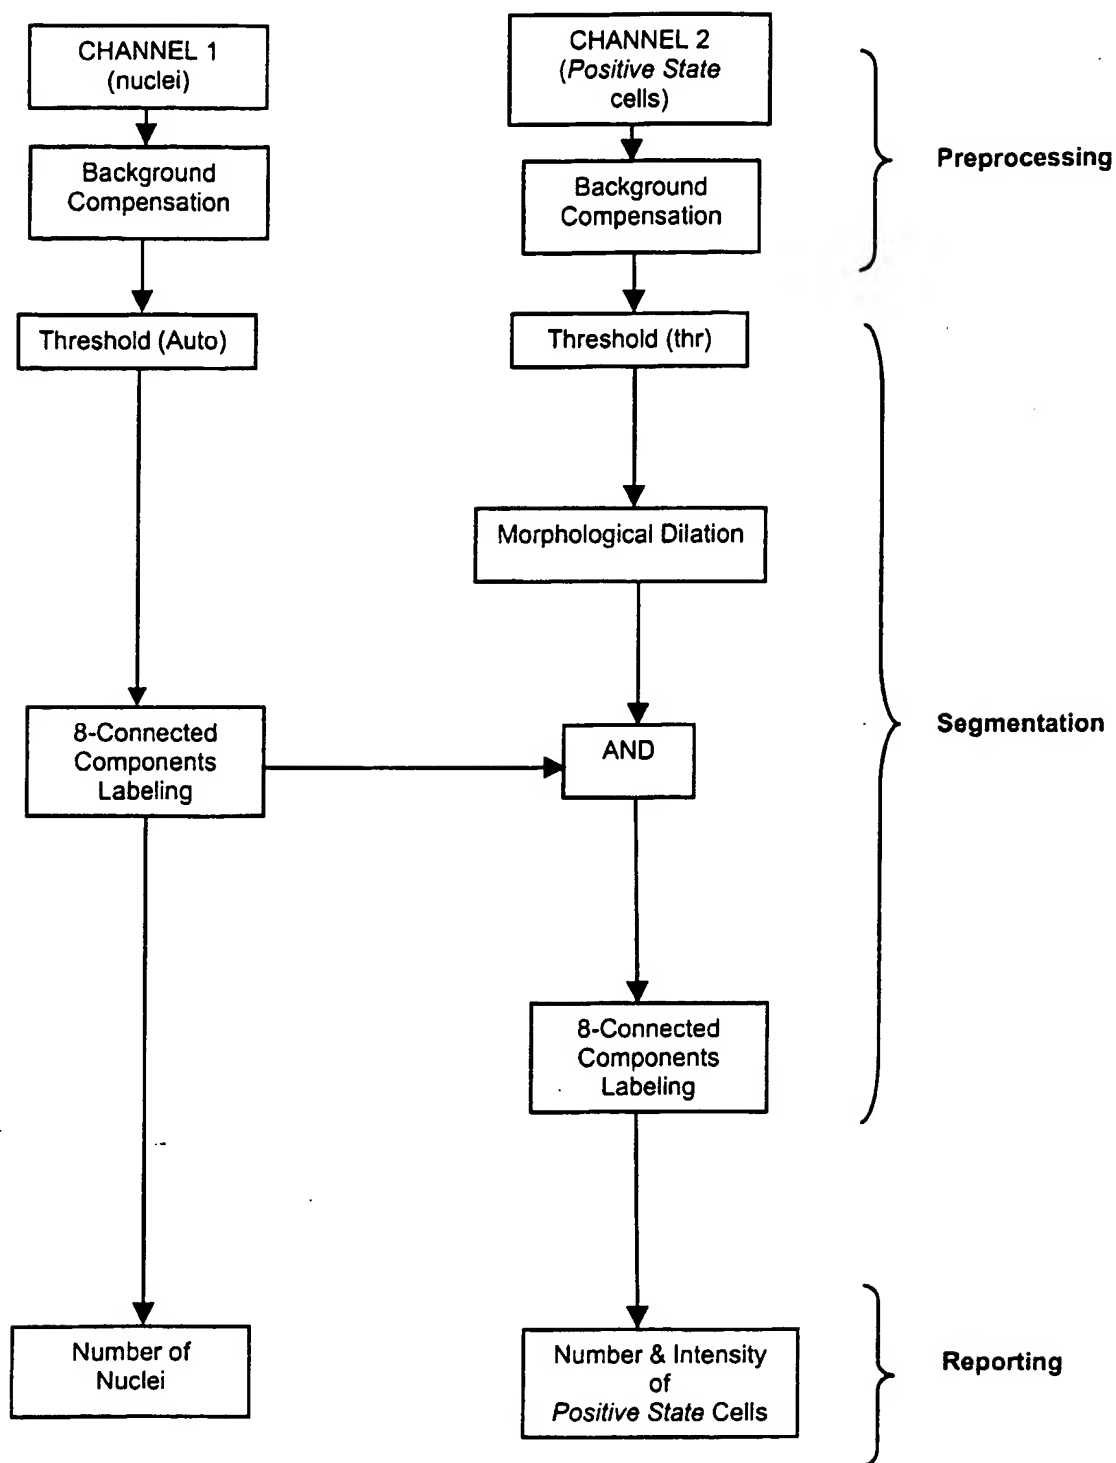 CHANNEL 1
(nuclei)
CHANNEL 2
(Positive State
cells)
Background
Compensation
Background
Compensation
Preprocessing
Threshold (Auto)
Threshold (thr)
Morphological Dilation
8-Connected
Components
Labeling
AND
Segmentation
8-Connected
Components
Labeling
Number of
Nuclei
Number & Intensity
of
Positive State Cells
Reporting